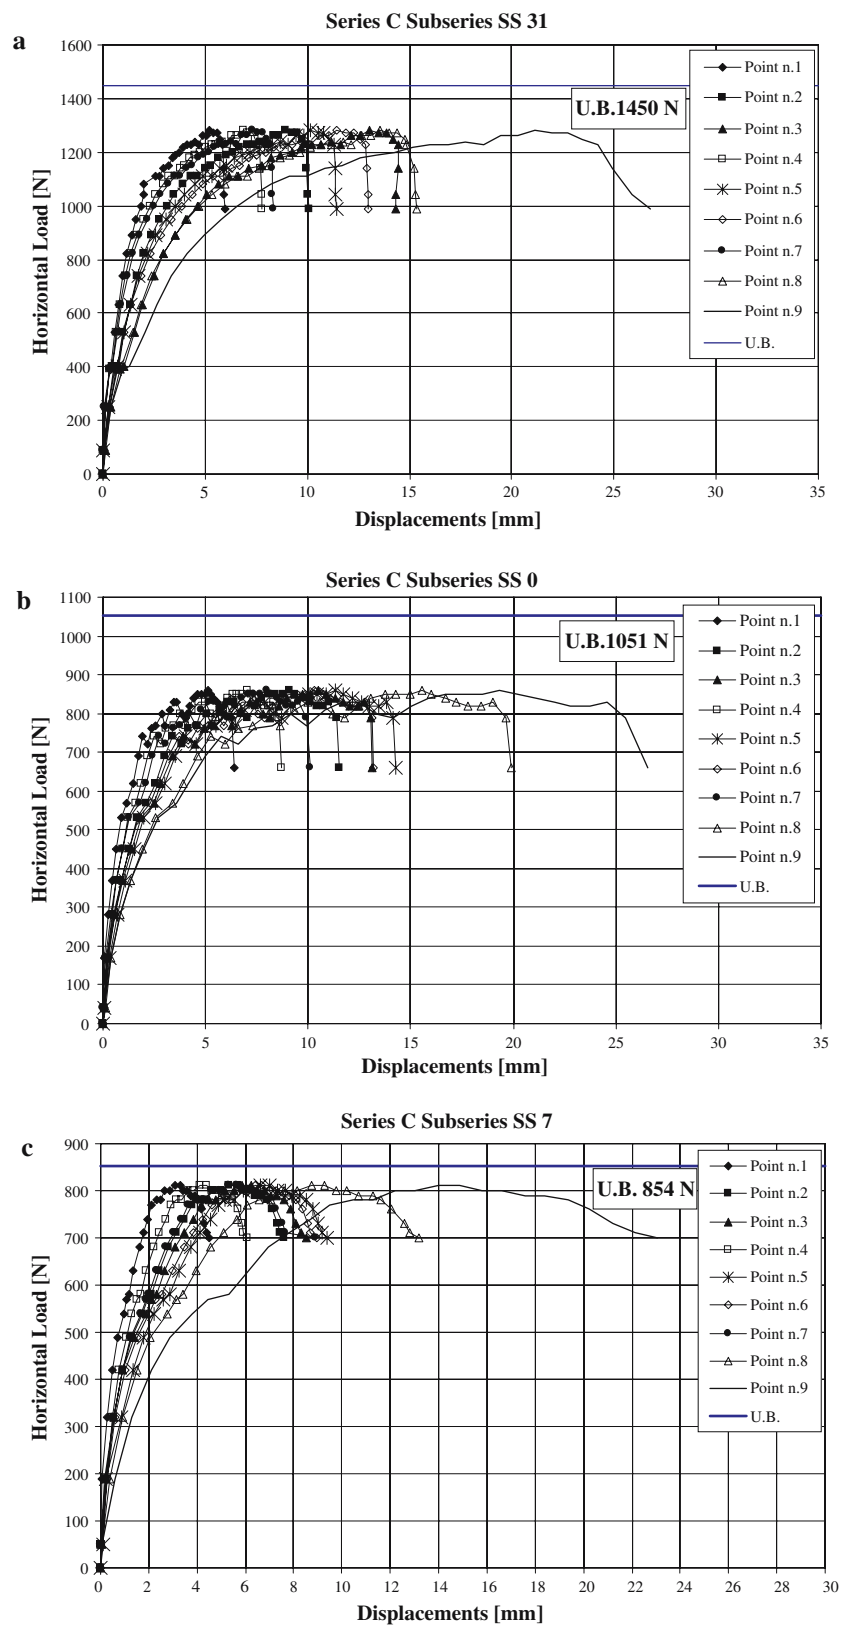 Series C Subseries SS 31
a
1600
1400
1200
1000
800
600
400
200
0
Horizontal Load [N]
U.B.1450 N
Point n.1
Point n.2
Point n.3
Point n.4
Point n.5
Point n.6
Point n.7
Point n.8
Point n.9
U.B.
0 5 10 15 20 25 30 35
Displacements [mm]
Series C Subseries SS 0
b
1100
1000
900
800
700
600
500
400
300
200
100
0
Horizontal Load [N]
U.B.1051 N
Point n.1
Point n.2
Point n.3
Point n.4
Point n.5
Point n.6
Point n.7
Point n.8
Point n.9
U.B.
0 5 10 15 20 25 30 35
Displacements [mm]
Series C Subseries SS 7
c
900
800
700
600
500
400
300
200
100
0
Horizontal Load [N]
U.B. 854 N
Point n.1
Point n.2
Point n.3
Point n.4
Point n.5
Point n.6
Point n.7
Point n.8
Point n.9
U.B.
0 2 4 6 8 10 12 14 16 18 20 22 24 26 28 30
Displacements [mm]